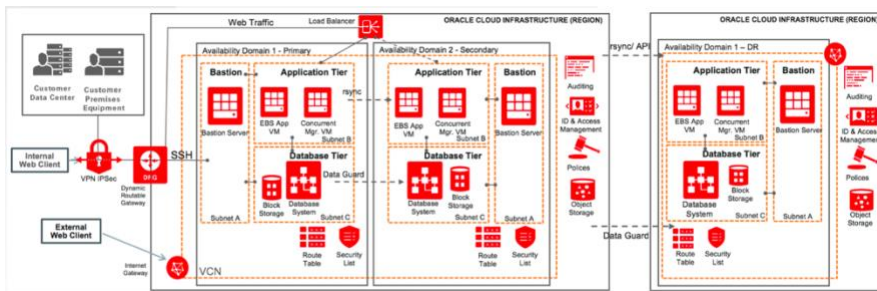 Web Traffic
Load Balancer
ORACLE CLOUD INFRASTRUCTURE (REGION)
Customer
Data Center
Customer
Premises
Equipment
Internal
Web Client
VPN IPSec
DFG
Dynamic
Routable
Gateway
SSH
External
Web Client
Internet
Gateway
VCN
Availability Domain 1 - Primary
Bastion
Bastion Server
Subnet A
Application Tier
EBS App
VM
Concurrent
Mgr. VM
Subnet B
Database Tier
Block
Storage
Database
System
Subnet C
Route
Table
Security
List
rsync
Data Guard
Availability Domain 2 - Secondary
Application Tier
EBS App
VM
Concurrent
Mgr. VM
Subnet B
Database Tier
Database
System
Block
Storage
Subnet C
Bastion
Bastion Server
Subnet A
Route
Table
Security
List
Auditing
ID & Access
Management
Polices
Object
Storage
rsync/ API
Data Guard
ORACLE CLOUD INFRASTRUCTURE (REGION)
Availability Domain 1 – DR
Application Tier
EBS App
VM
Concurrent
Mgr. VM
Subnet B
Database Tier
Database
System
Block
Storage
Subnet C
Bastion
Bastion Server
Subnet A
Route
Table
Security
List
Auditing
ID & Access
Management
Polices
Object
Storage